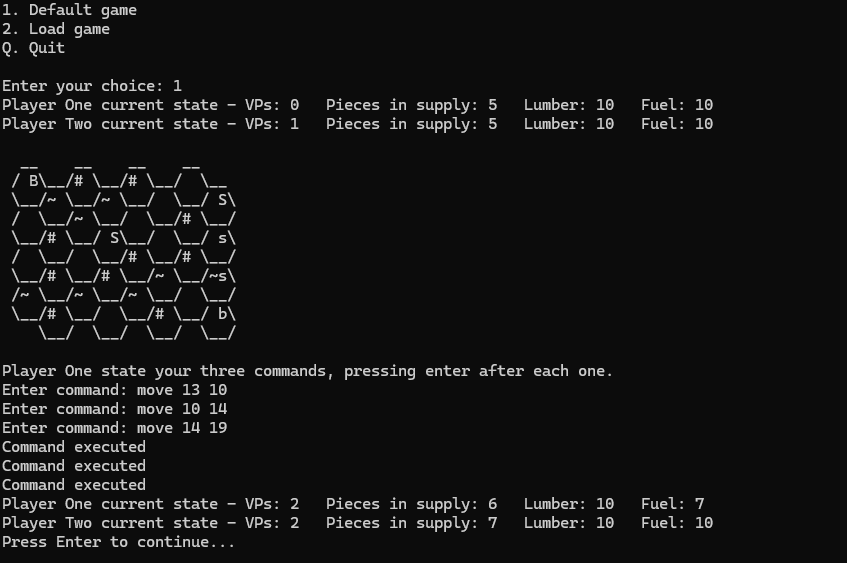 1. Default game
2. Load game
Q. Quit

Enter your choice: 1
Player One current state - VPs: 0   Pieces in supply: 5   Lumber: 10   Fuel: 10
Player Two current state - VPs: 1   Pieces in supply: 5   Lumber: 10   Fuel: 10

  __    __    __    __
 / B\__/# \__/# \__/  \__
 \__/~ \__/~ \__/  \__/ S\
 /  \__/~ \__/  \__/# \__/
 \__/# \__/ S\__/  \__/ s\
 /  \__/  \__/# \__/# \__/
 \__/# \__/# \__/~ \__/~s\
 /~ \__/~ \__/~ \__/  \__/
 \__/# \__/  \__/# \__/ b\
    \__/  \__/  \__/  \__/

Player One state your three commands, pressing enter after each one.
Enter command: move 13 10
Enter command: move 10 14
Enter command: move 14 19
Command executed
Command executed
Command executed
Player One current state - VPs: 2   Pieces in supply: 6   Lumber: 10   Fuel: 7
Player Two current state - VPs: 2   Pieces in supply: 7   Lumber: 10   Fuel: 10
Press Enter to continue...